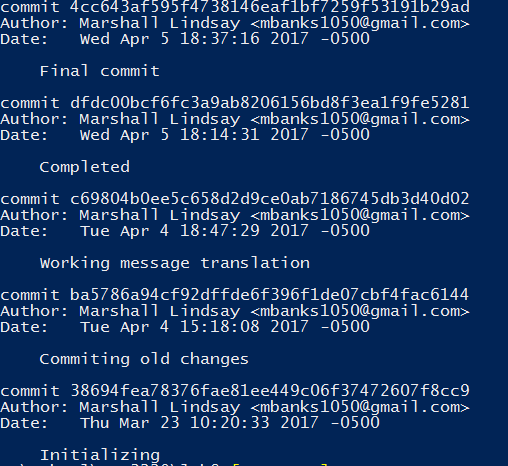 commit 4cc643af595f4738146eaf1bf7259f53191b29ad
Author: Marshall Lindsay <mbanks1050@gmail.com>
Date:   Wed Apr 5 18:37:16 2017 -0500
Final commit
commit dfdc00bcf6fc3a9ab8206156bd8f3ea1f9fe5281
Author: Marshall Lindsay <mbanks1050@gmail.com>
Date:   Wed Apr 5 18:14:31 2017 -0500
Completed
commit c69804b0ee5c658d2d9ce0ab7186745db3d40d02
Author: Marshall Lindsay <mbanks1050@gmail.com>
Date:   Tue Apr 4 18:47:29 2017 -0500
Working message translation
commit ba5786a94cf92dffde6f396f1de07cbf4fac6144
Author: Marshall Lindsay <mbanks1050@gmail.com>
Date:   Tue Apr 4 15:18:08 2017 -0500
Commiting old changes
commit 38694fea78376fae81ee449c06f37472607f8cc9
Author: Marshall Lindsay <mbanks1050@gmail.com>
Date:   Thu Mar 23 10:20:33 2017 -0500
Initializing